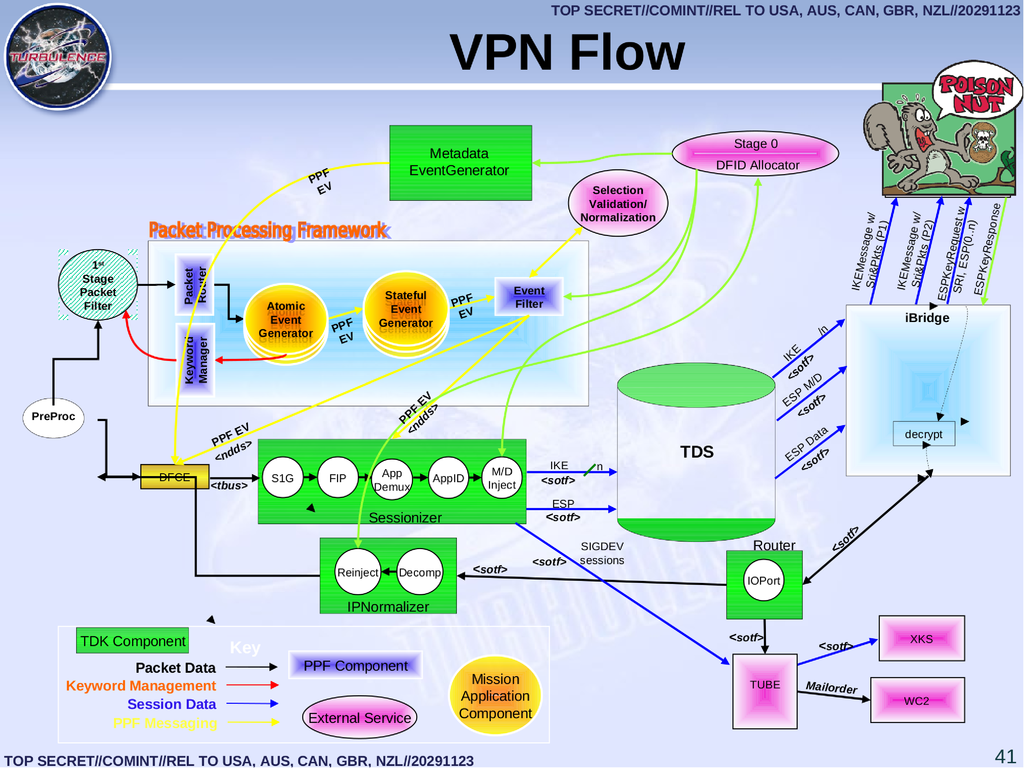 TOP SECRET//COMINT//REL TO USA, AUS, CAN, GBR, NZL//20291123
TURBULENCE
VPN Flow
POISON
NUT
Metadata
EventGenerator
Stage 0
DFID Allocator
PPF
EV
Selection
Validation/
Normalization
Packet Processing Framework
IKEMessage w/
Sri&Pkts (P1)
IKEMessage w/
Sri&Pkts (P2)
ESPKeyRequest w
SRI, ESP(0..n)
ESPKeyResponse
1st
Stage
Packet
Filter
Packet
Router
Keyword
Manager
Atomic
Event
Generator
PPF
EV
Stateful
Event
Generator
PPF
EV
Event
Filter
iBridge
decrypt
IKE /n
<sotf>
ESP M/D
<sotf>
ESP Data
<sotf>
PreProc
PPF EV
<ndds>
PPF EV
<ndds>
TDS
DFCE
<tbus>
S1G
FIP
App
Demux
AppID
M/D
Inject
Sessionizer
IKE
n
<sotf>
ESP
<sotf>
SIGDEV
sessions
<sotf>
<sotf>
Reinject
Decomp
IPNormalizer
Router
IOPort
<sotf>
<sotf>
TUBE
<sotf>
XKS
Mailorder
WC2
TDK Component
Key
Packet Data
Keyword Management
Session Data
PPF Messaging
PPF Component
External Service
Mission
Application
Component
TOP SECRET//COMINT//REL TO USA, AUS, CAN, GBR, NZL//20291123
41